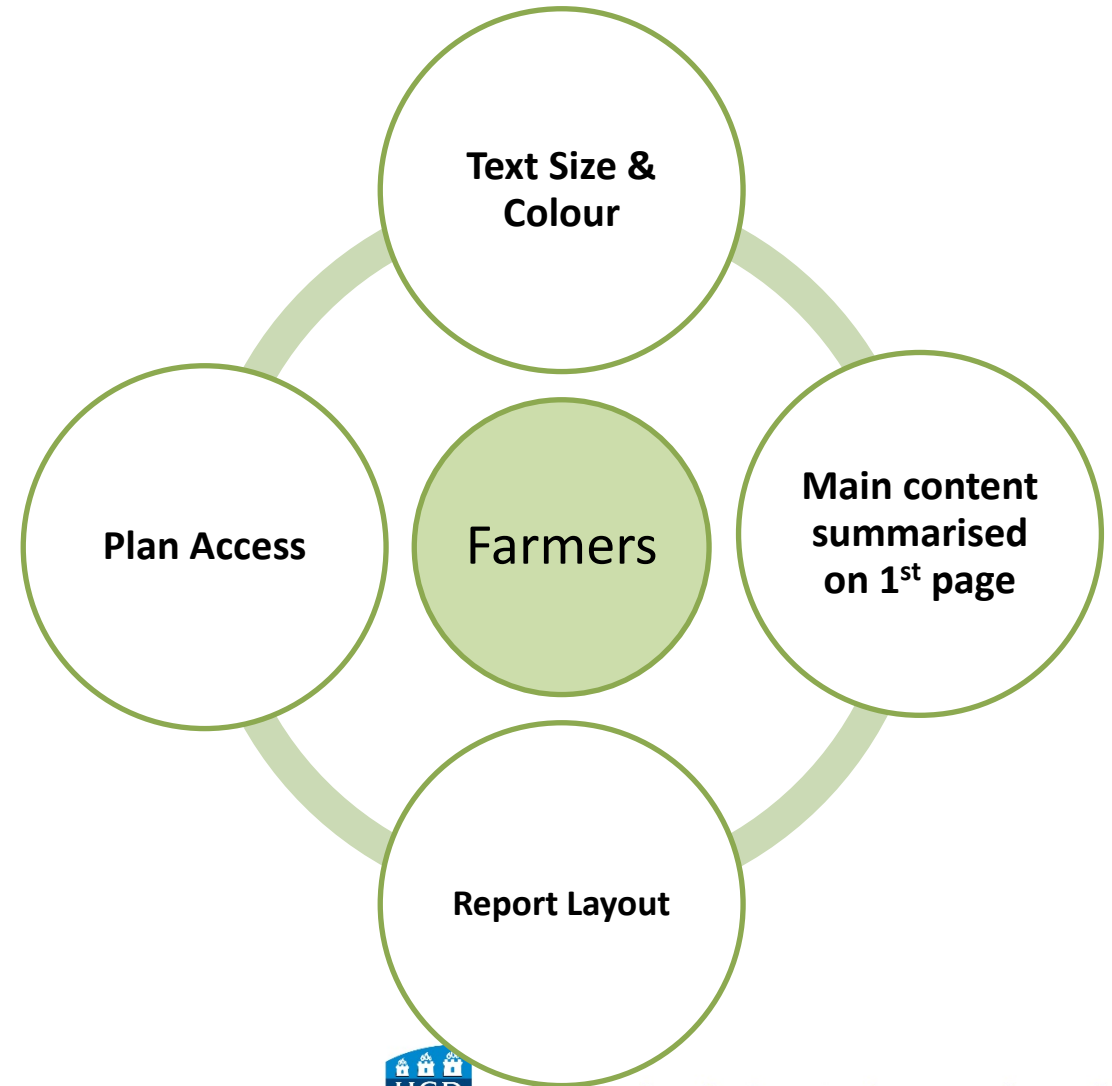 Text Size &
Colour
Main content
summarised
on 1st page
Farmers
Plan Access
Report Layout